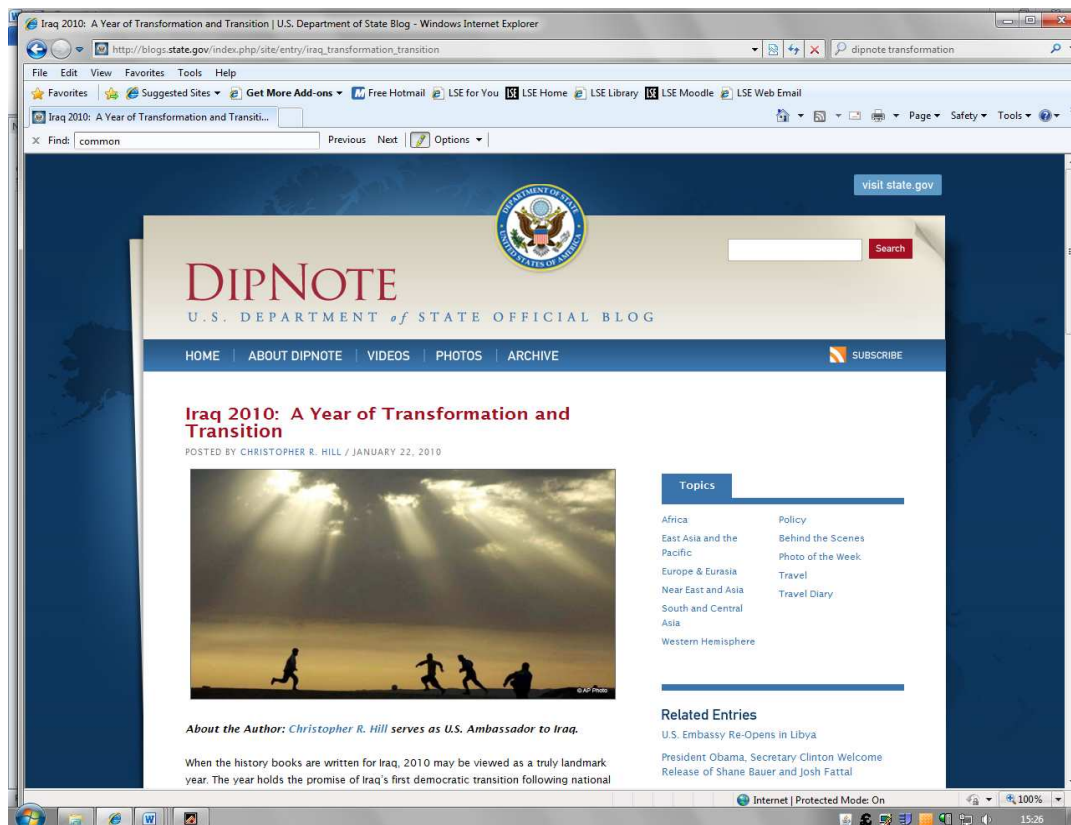 Iraq 2010: A Year of Transformation and Transition | U.S. Department of State Blog - Windows Internet Explorer
http://blogs.state.gov/index.php/site/entry/iraq_transformation_transition
dipnote transformation
File Edit View Favorites Tools Help
Favorites Suggested Sites Get More Add-ons Free Hotmail LSE for You LSE LSE Home LSE Library LSE LSE Moodle LSE Web Email
Iraq 2010: A Year of Transformation and Transiti... Page Safety Tools
x Find: common Previous Next Options
visit state.gov
DEPARTMENT OF STATE
UNITED STATES OF AMERICA
Search
DIPNOTE
U.S. DEPARTMENT of STATE OFFICIAL BLOG
HOME | ABOUT DIPNOTE | VIDEOS | PHOTOS | ARCHIVE SUBSCRIBE
Iraq 2010: A Year of Transformation and
Transition
POSTED BY CHRISTOPHER R. HILL / JANUARY 22, 2010
© AP Photo
About the Author: Christopher R. Hill serves as U.S. Ambassador to Iraq.
When the history books are written for Iraq, 2010 may be viewed as a truly landmark
year. The year holds the promise of Iraq's first democratic transition following national
Topics
Africa
East Asia and the
Pacific
Europe & Eurasia
Near East and Asia
South and Central
Asia
Western Hemisphere
Policy
Behind the Scenes
Photo of the Week
Travel
Travel Diary
Related Entries
U.S. Embassy Re-Opens in Libya
President Obama, Secretary Clinton Welcome
Release of Shane Bauer and Josh Fattal
Internet | Protected Mode: On 100%
15:26